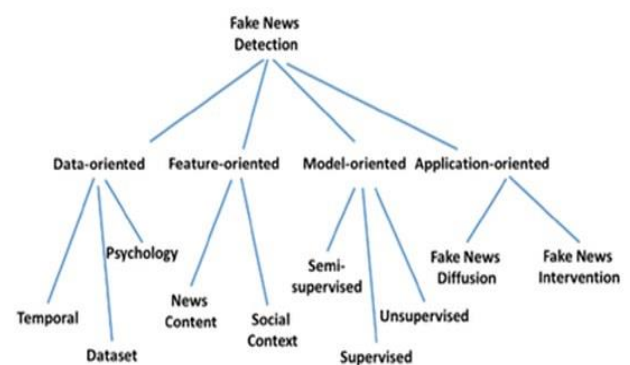 Fake News
Detection
Data-oriented
Feature-oriented
Model-oriented
Application-oriented
Psychology
Temporal
Dataset
News
Content
Social
Context
Semi-
supervised
Unsupervised
Supervised
Fake News
Diffusion
Fake News
Intervention